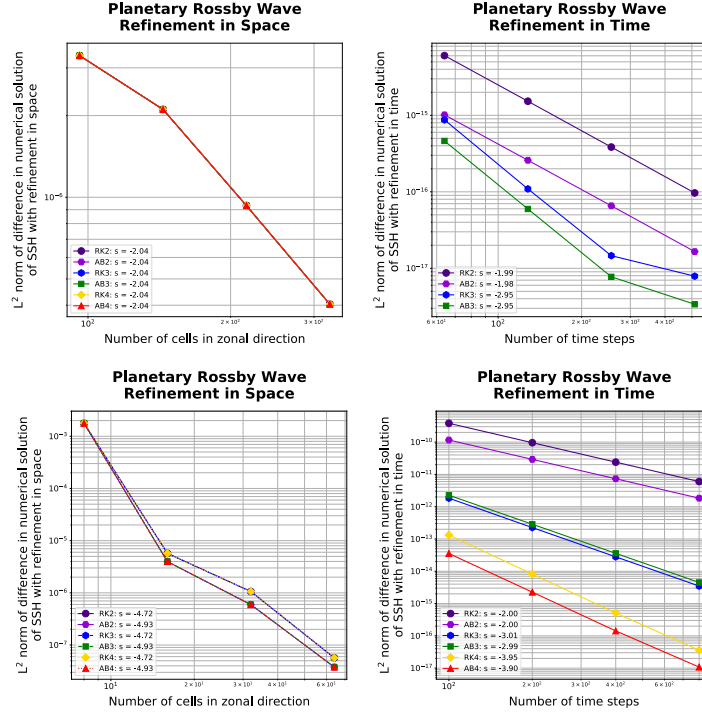 Planetary Rossby Wave
Refinement in Space
L² norm of difference in numerical solution
of SSH with refinement in space
10⁻⁶
RK2: s = -2.04
AB2: s = -2.04
RK3: s = -2.04
AB3: s = -2.04
RK4: s = -2.04
AB4: s = -2.04
10²
2 × 10²
3 × 10²
Number of cells in zonal direction
Planetary Rossby Wave
Refinement in Time
L² norm of difference in numerical solution
of SSH with refinement in time
10⁻¹⁵
10⁻¹⁶
10⁻¹⁷
RK2: s = -1.99
AB2: s = -1.98
RK3: s = -2.95
AB3: s = -2.95
6 × 10¹
10²
2 × 10²
3 × 10²
4 × 10²
Number of time steps
Planetary Rossby Wave
Refinement in Space
L² norm of difference in numerical solution
of SSH with refinement in space
10⁻³
10⁻⁴
10⁻⁵
10⁻⁶
10⁻⁷
RK2: s = -4.72
AB2: s = -4.93
RK3: s = -4.72
AB3: s = -4.93
RK4: s = -4.72
AB4: s = -4.93
10¹
2 × 10¹
3 × 10¹
4 × 10¹
6 × 10¹
Number of cells in zonal direction
Planetary Rossby Wave
Refinement in Time
L² norm of difference in numerical solution
of SSH with refinement in time
10⁻¹⁰
10⁻¹¹
10⁻¹²
10⁻¹³
10⁻¹⁴
10⁻¹⁵
10⁻¹⁶
10⁻¹⁷
RK2: s = -2.00
AB2: s = -2.00
RK3: s = -3.01
AB3: s = -2.99
RK4: s = -3.95
AB4: s = -3.90
10²
2 × 10²
3 × 10²
4 × 10²
6 × 10²
Number of time steps